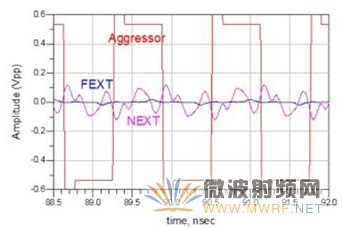 0.6
0.4
0.2
0.0
-0.2
-0.4
-0.6
Amplitude (Vpp)
Aggressor
FEXT
NEXT
88.5 89.0 89.5 90.0 90.5 91.0 91.5 92.0
time, nsec
微波射频网
WWW.MWRF.NET